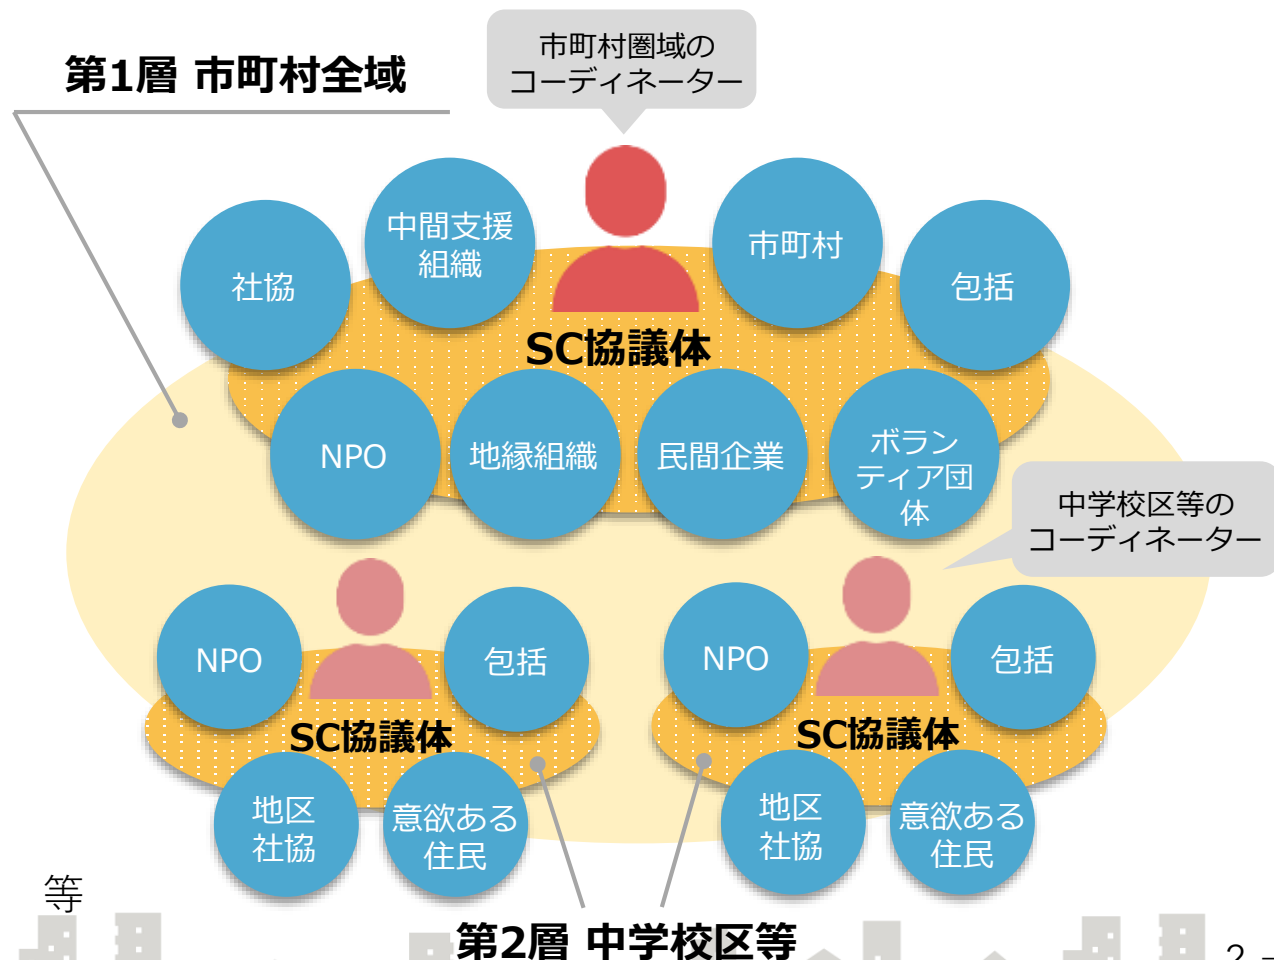 市町村圏域の
コーディネーター
第1層 市町村全域
中間支援
組織
市町村
社協
包括
SC協議体
NPO
地縁組織
民間企業
ボラン
ティア団
体
中学校区等の
コーディネーター
NPO
包括
SC協議体
地区
社協
意欲ある
住民
NPO
包括
SC協議体
地区
社協
意欲ある
住民
等
第2層 中学校区等